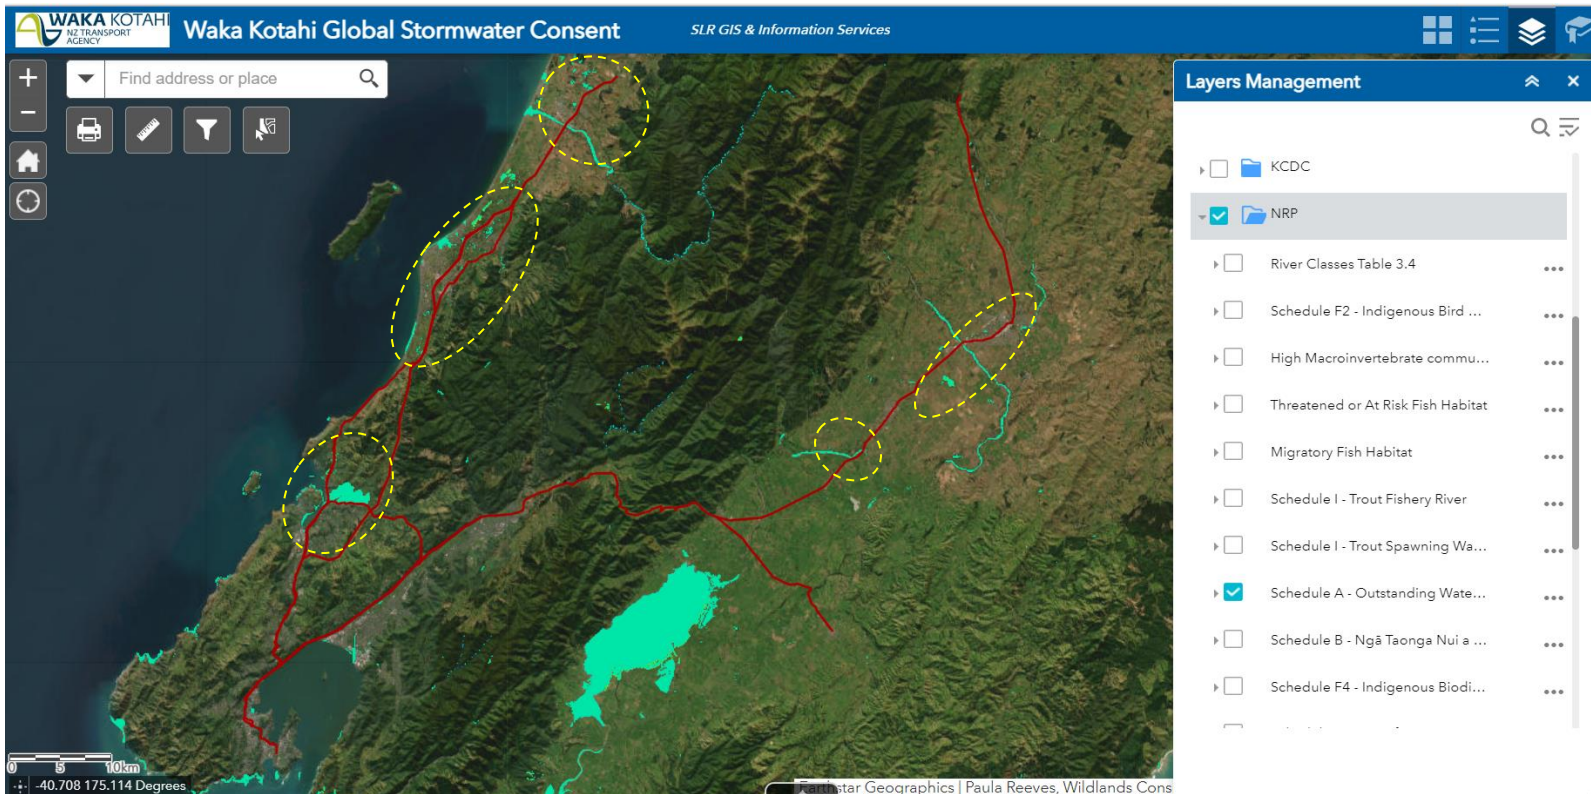 WAKA KOTAHI
NZ TRANSPORT
AGENCY
Waka Kotahi Global Stormwater Consent
SLR GIS & Information Services
Find address or place
Layers Management
KCDC
NRP
River Classes Table 3.4
Schedule F2 - Indigenous Bird ...
High Macroinvertebrate commu...
Threatened or At Risk Fish Habitat
Migratory Fish Habitat
Schedule I - Trout Fishery River
Schedule I - Trout Spawning Wa...
Schedule A - Outstanding Wate...
Schedule B - Ngā Taonga Nui a ...
Schedule F4 - Indigenous Biodi...
0 5 10km
-40.708 175.114 Degrees
Earthstar Geographics | Paula Reeves, Wildlands Cons